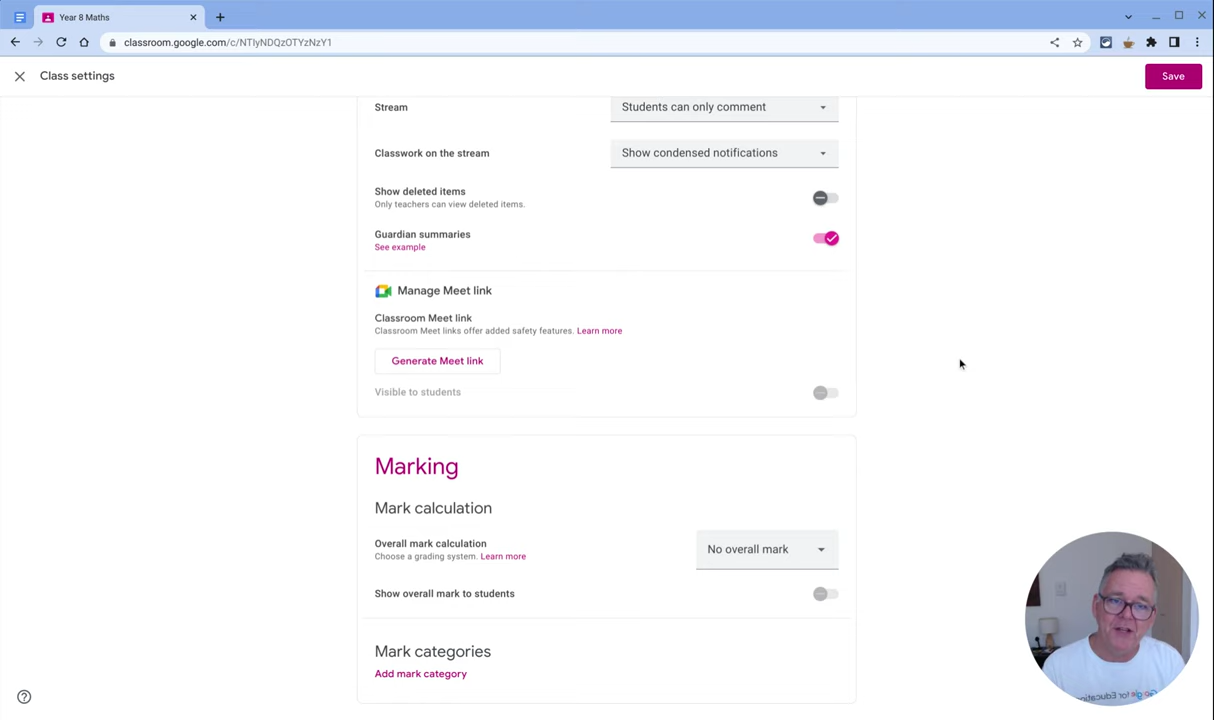 Year 8 Maths
classroom.google.com/c/NTIyNDQzOTYzNzY1
Class settings
Save
Stream
Students can only comment
Classwork on the stream
Show condensed notifications
Show deleted items
Only teachers can view deleted items.
Guardian summaries
See example
Manage Meet link
Classroom Meet link
Classroom Meet links offer added safety features. Learn more
Generate Meet link
Visible to students
Marking
Mark calculation
Overall mark calculation
Choose a grading system. Learn more
No overall mark
Show overall mark to students
Mark categories
Add mark category
Google for Education